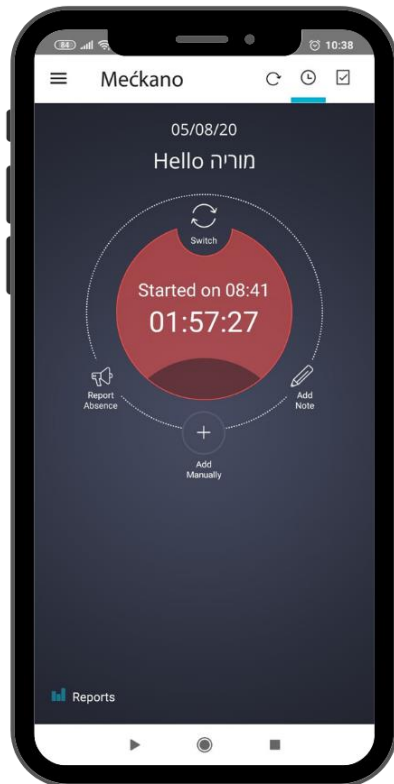 84
10:38
Mećkano
05/08/20
Hello מוריה
Switch
Started on 08:41
01:57:27
Report
Absence
Add
Note
Add
Manually
Reports